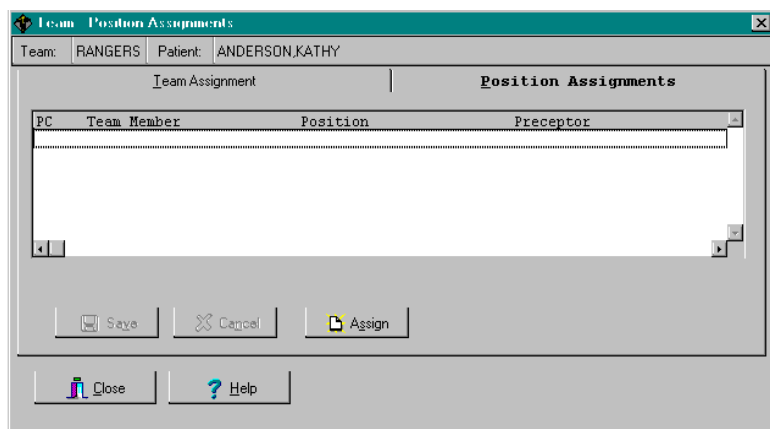 Team Position Assignments
Team: RANGERS Patient: ANDERSON,KATHY
Team Assignment Position Assignments
PC Team Member Position Preceptor
Save Cancel Assign
Close ? Help